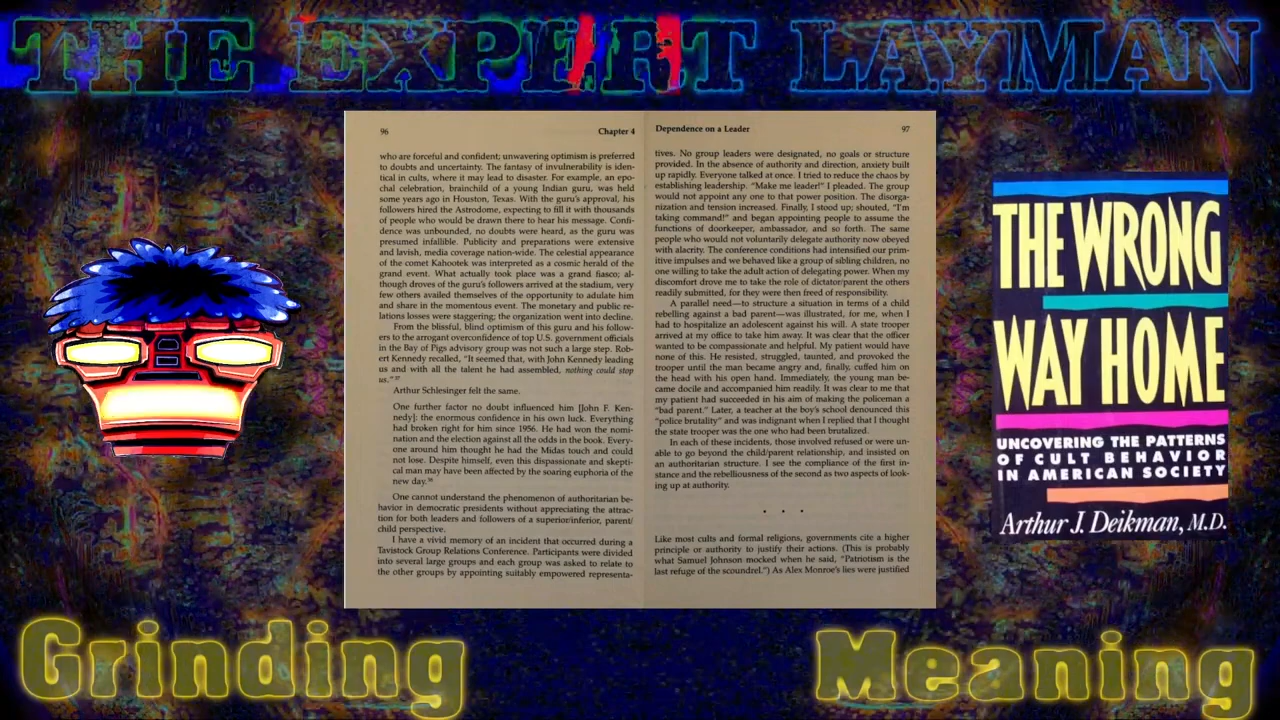 THE EXPERT LAYMAN
96 Chapter 4
who are forceful and confident; unwavering optimism is preferred
to doubts and uncertainty. The fantasy of invulnerability is iden-
tical in cults, where it may lead to disaster. For example, an epo-
chal celebration, brainchild of a young Indian guru, was held
some years ago in Houston, Texas. With the guru's approval, his
followers hired the Astrodome, expecting to fill it with thousands
of people who would be drawn there to hear his message. Confi-
dence was unbounded, no doubts were heard, as the guru was
presumed infallible. Publicity and preparations were extensive
and lavish, media coverage nation-wide. The celestial appearance
of the comet Kahootek was interpreted as a cosmic herald of the
grand event. What actually took place was a grand fiasco; al-
though droves of the guru's followers arrived at the stadium, very
few others availed themselves of the opportunity to adulate him
and share in the momentous event. The monetary and public re-
lations losses were staggering; the organization went into decline.
From the blissful, blind optimism of this guru and his follow-
ers to the arrogant overconfidence of top U.S. government officials
in the Bay of Pigs advisory group was not such a large step. Rob-
ert Kennedy recalled, "It seemed that, with John Kennedy leading
us and with all the talent he had assembled, nothing could stop
us."37
Arthur Schlesinger felt the same.
One further factor no doubt influenced him [John F. Ken-
nedy]: the enormous confidence in his own luck. Everything
had broken right for him since 1956. He had won the nomi-
nation and the election against all the odds in the book. Every-
one around him thought he had the Midas touch and could
not lose. Despite himself, even this dispassionate and skepti-
cal man may have been affected by the soaring euphoria of the
new day.38
One cannot understand the phenomenon of authoritarian be-
havior in democratic presidents without appreciating the attrac-
tion for both leaders and followers of a superior/inferior, parent/
child perspective.
I have a vivid memory of an incident that occurred during a
Tavistock Group Relations Conference. Participants were divided
into several large groups and each group was asked to relate to
the other groups by appointing suitably empowered representa-
Dependence on a Leader 97
tives. No group leaders were designated, no goals or structure
provided. In the absence of authority and direction, anxiety built
up rapidly. Everyone talked at once. I tried to reduce the chaos by
establishing leadership. "Make me leader!" I pleaded. The group
would not appoint any one to that power position. The disorga-
nization and tension increased. Finally, I stood up; shouted, "I'm
taking command!" and began appointing people to assume the
functions of doorkeeper, ambassador, and so forth. The same
people who would not voluntarily delegate authority now obeyed
with alacrity. The conference conditions had intensified our prim-
itive impulses and we behaved like a group of sibling children, no
one willing to take the adult action of delegating power. When my
discomfort drove me to take the role of dictator/parent the others
readily submitted, for they were then freed of responsibility.
A parallel need—to structure a situation in terms of a child
rebelling against a bad parent—was illustrated, for me, when I
had to hospitalize an adolescent against his will. A state trooper
arrived at my office to take him away. It was clear that the officer
wanted to be compassionate and helpful. My patient would have
none of this. He resisted, struggled, taunted, and provoked the
trooper until the man became angry and, finally, cuffed him on
the head with his open hand. Immediately, the young man be-
came docile and accompanied him readily. It was clear to me that
my patient had succeeded in his aim of making the policeman a
"bad parent." Later, a teacher at the boy's school denounced this
"police brutality" and was indignant when I replied that I thought
the state trooper was the one who had been brutalized.
In each of these incidents, those involved refused or were un-
able to go beyond the child/parent relationship, and insisted on
an authoritarian structure. I see the compliance of the first in-
stance and the rebelliousness of the second as two aspects of look-
ing up at authority.
. . .
Like most cults and formal religions, governments cite a higher
principle or authority to justify their actions. (This is probably
what Samuel Johnson mocked when he said, "Patriotism is the
last refuge of the scoundrel.") As Alex Monroe's lies were justified
THE WRONG
WAY HOME
UNCOVERING THE PATTERNS
OF CULT BEHAVIOR
IN AMERICAN SOCIETY
Arthur J. Deikman, M.D.
Grinding Meaning